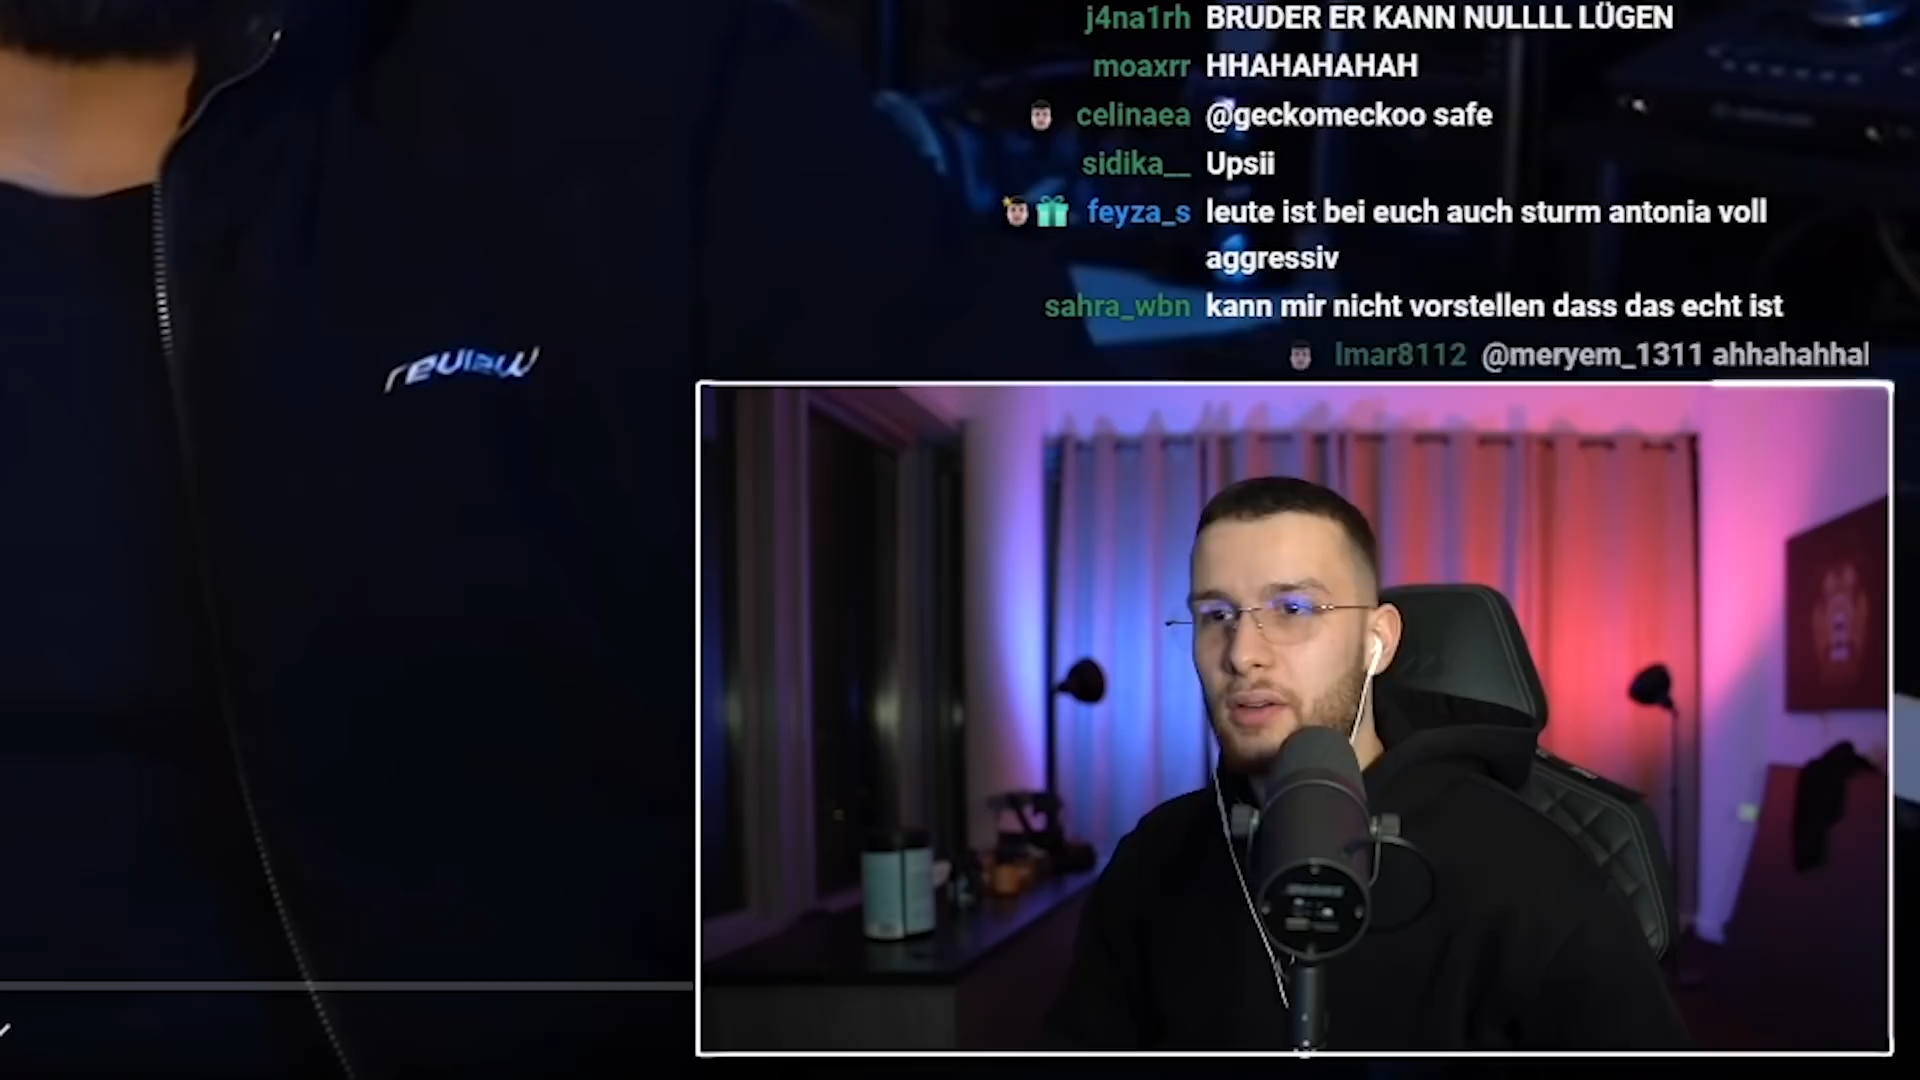 j4na1rh BRUDER ER KANN NULLLL LÜGEN
moaxrr HHAHAHAHAH
celinaea @geckomeckoo safe
sidika__ Upsii
feyza_s leute ist bei euch auch sturm antonia voll
aggressiv
sahra_wbn kann mir nicht vorstellen dass das echt ist
lmar8112 @meryem_1311 ahhahahhal
review